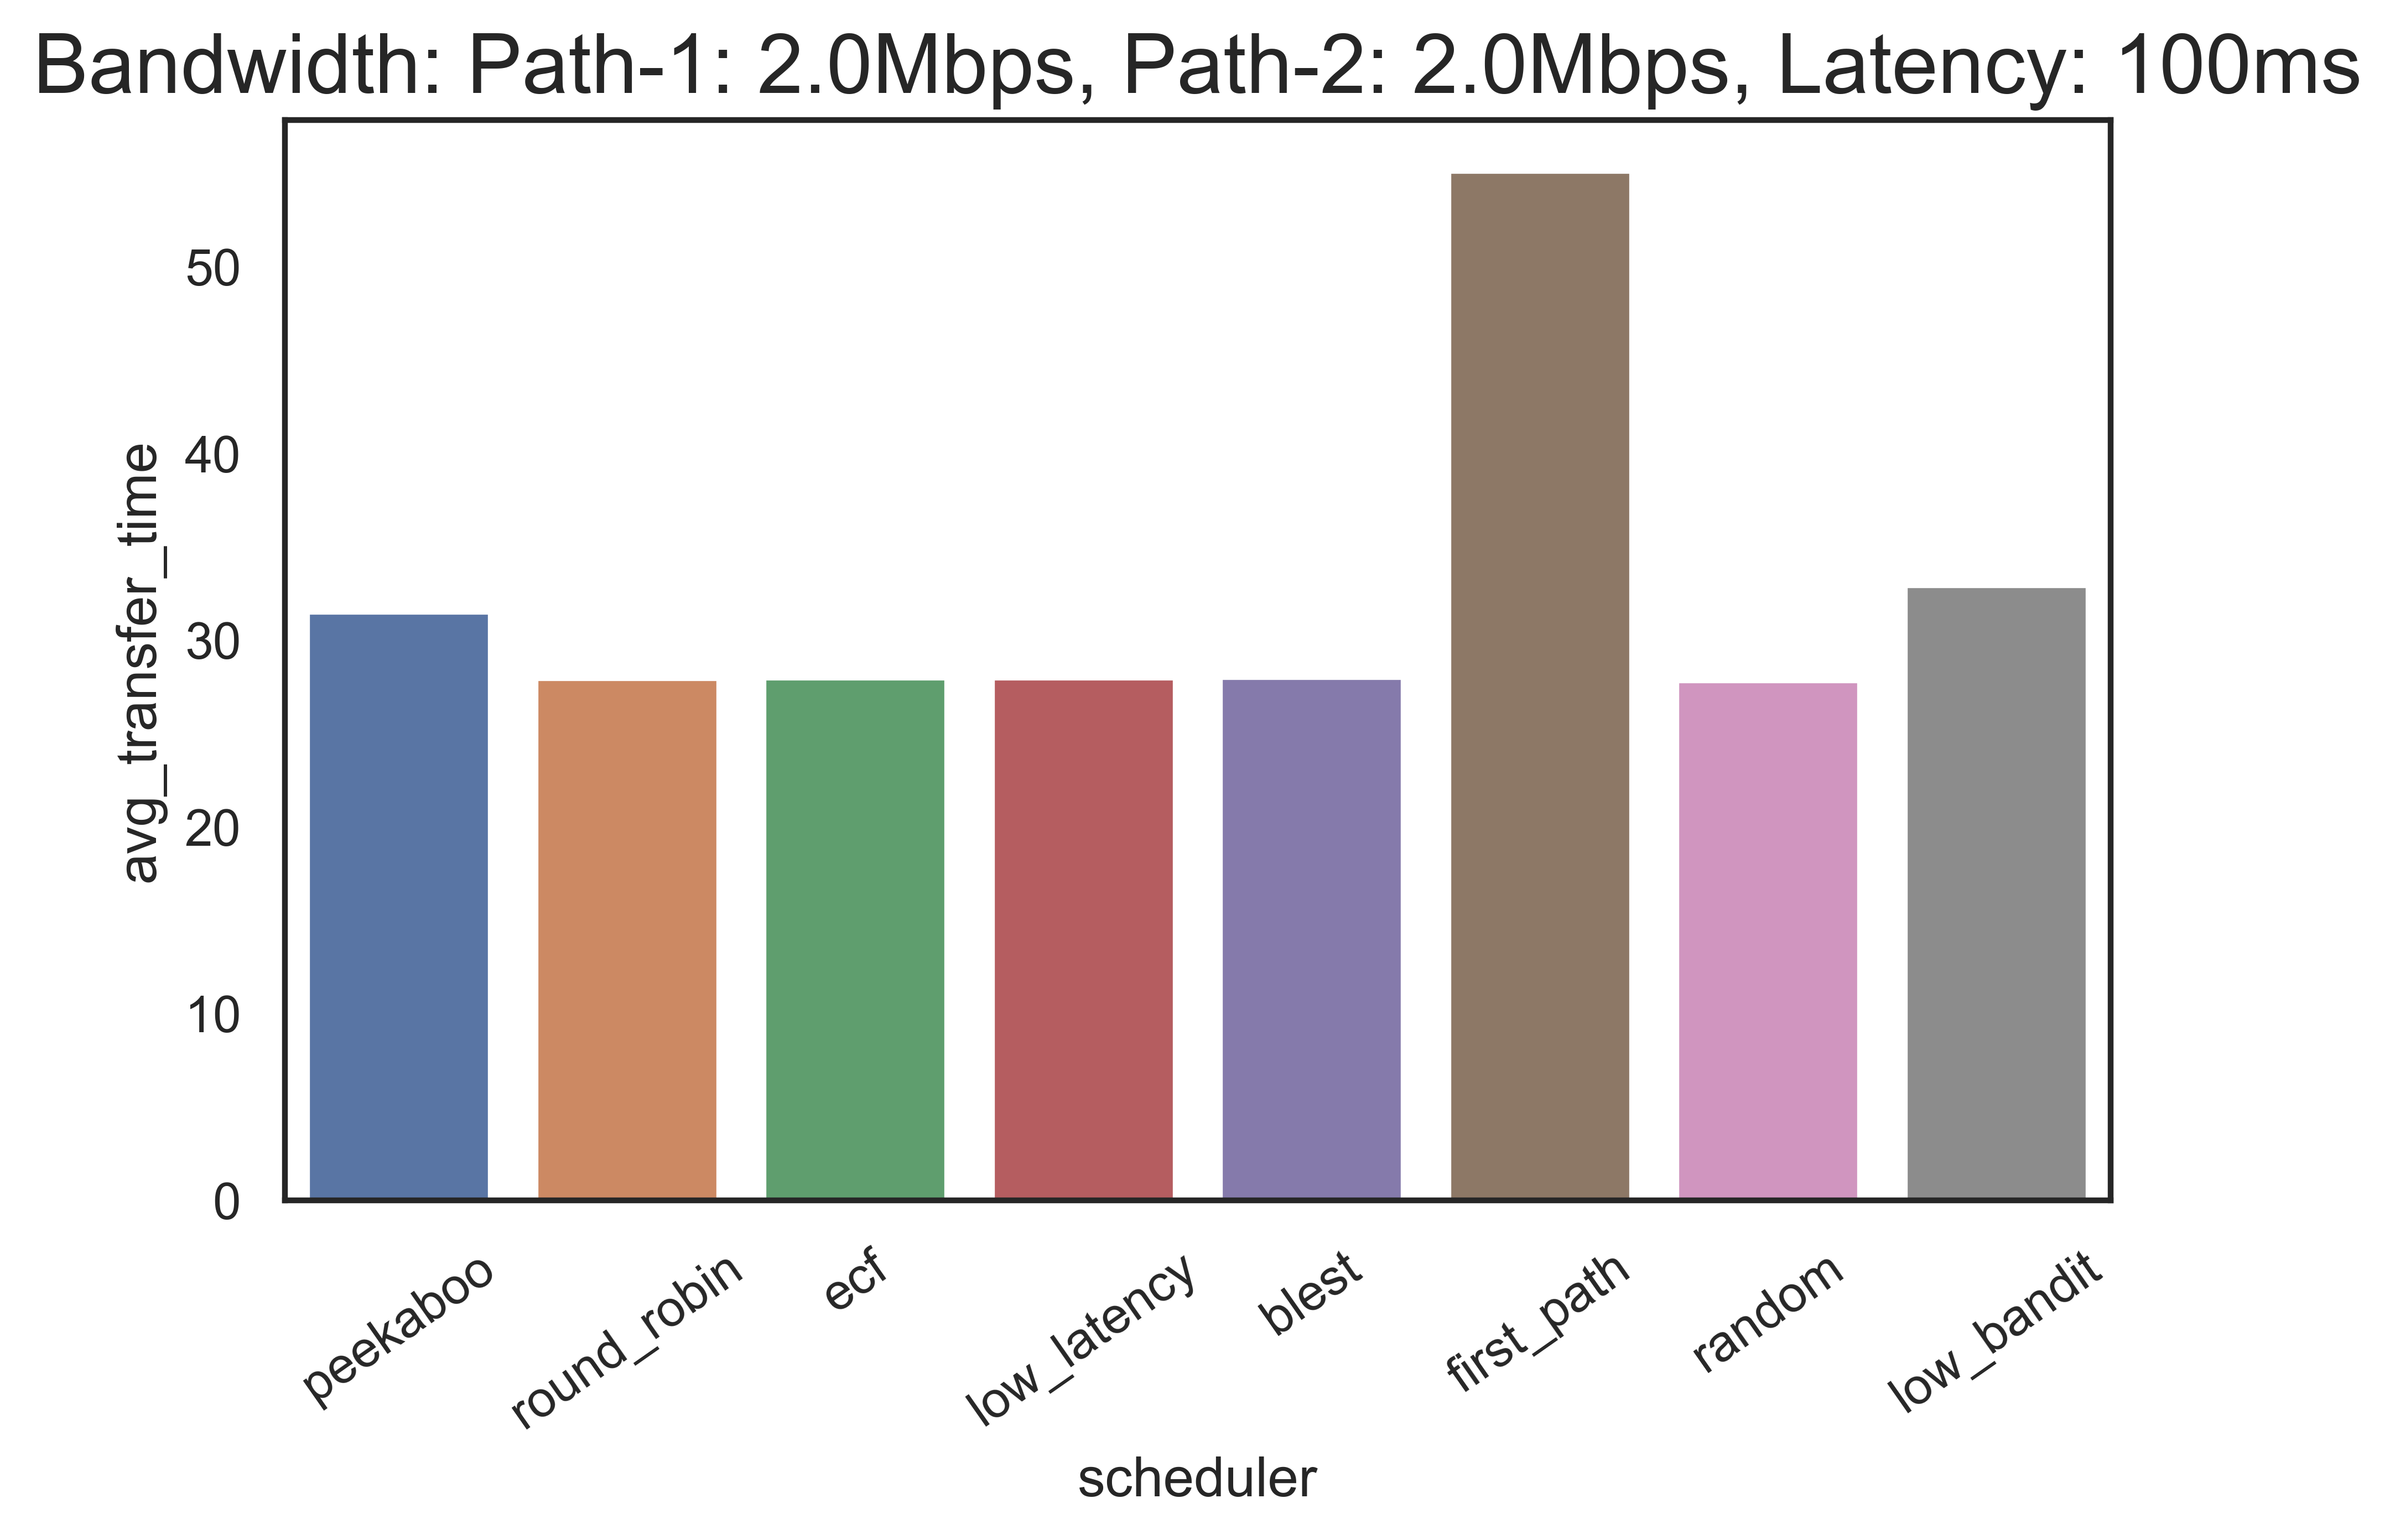 Bandwidth: Path-1: 2.0Mbps, Path-2: 2.0Mbps, Latency: 100ms
avg_transfer_time
50
40
30
20
10
0
peekaboo
round_robin
ecf
low_latency
blest
first_path
random
low_bandit
scheduler